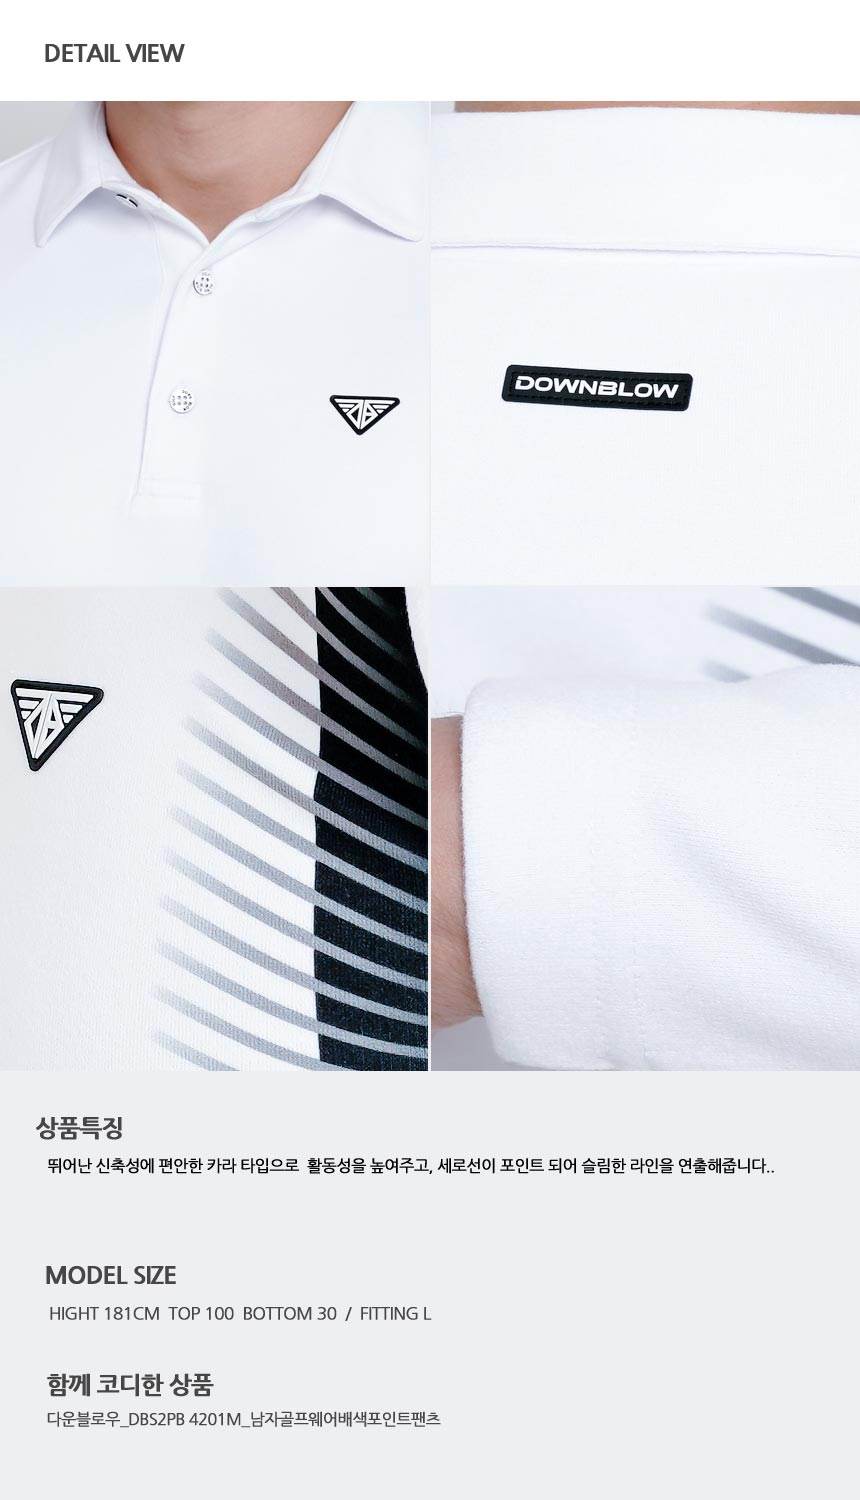 DETAIL VIEW
DOWNBLOW
상품특징
뛰어난 신축성에 편안한 카라 타입으로 활동성을 높여주고, 세로선이 포인트 되어 슬림한 라인을 연출해줍니다..
MODEL SIZE
HIGHT 181CM TOP 100 BOTTOM 30 / FITTING L
함께 코디한 상품
다운블로우_DBS2PB 4201M_남자골프웨어배색포인트팬츠